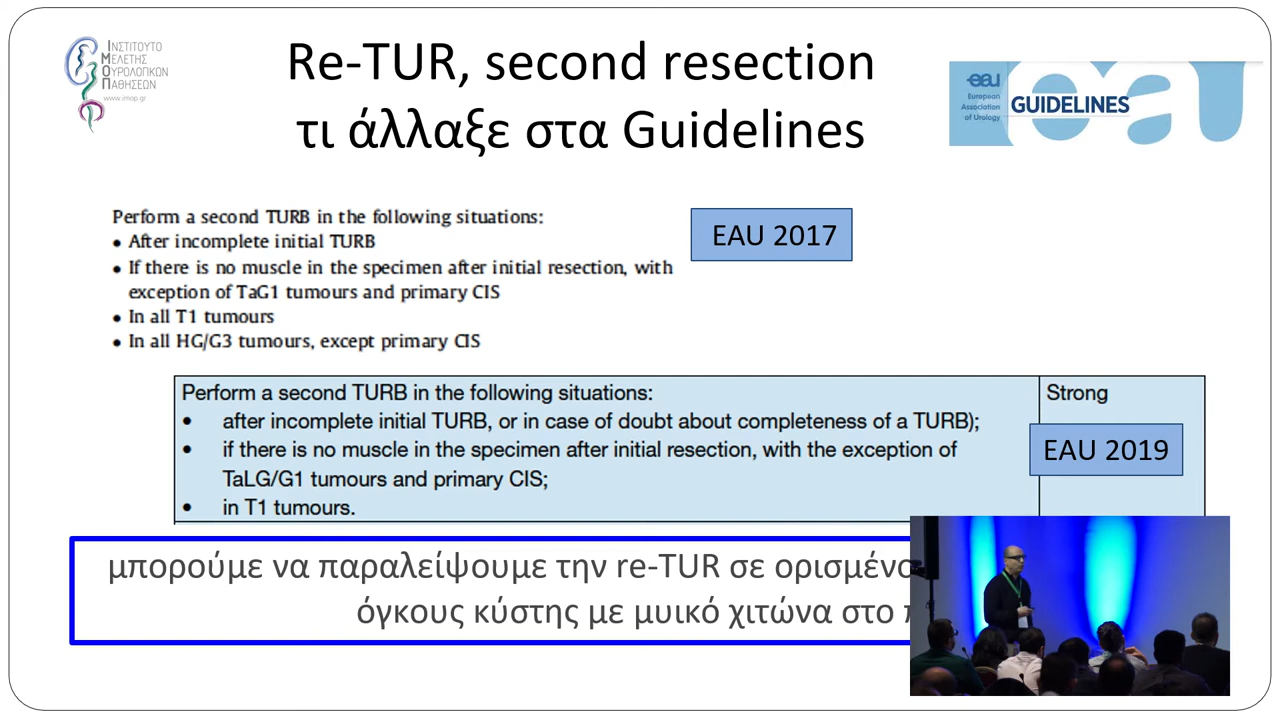 ΙΝΣΤΙΤΟΥΤΟ
ΜΕΛΕΤΗΣ
ΟΥΡΟΛΟΓΙΚΩΝ
ΠΑΘΗΣΕΩΝ
www.imop.gr
Re-TUR, second resection
τι άλλαξε στα Guidelines
eau
European
Association
of Urology
GUIDELINES
Perform a second TURB in the following situations:
• After incomplete initial TURB
• If there is no muscle in the specimen after initial resection, with
exception of TaG1 tumours and primary CIS
• In all T1 tumours
• In all HG/G3 tumours, except primary CIS
EAU 2017
Perform a second TURB in the following situations:
• after incomplete initial TURB, or in case of doubt about completeness of a TURB);
• if there is no muscle in the specimen after initial resection, with the exception of
TaLG/G1 tumours and primary CIS;
• in T1 tumours.
Strong
EAU 2019
μπορούμε να παραλείψουμε την re-TUR σε
όγκους κύστης με μυικό χιτώνα στο